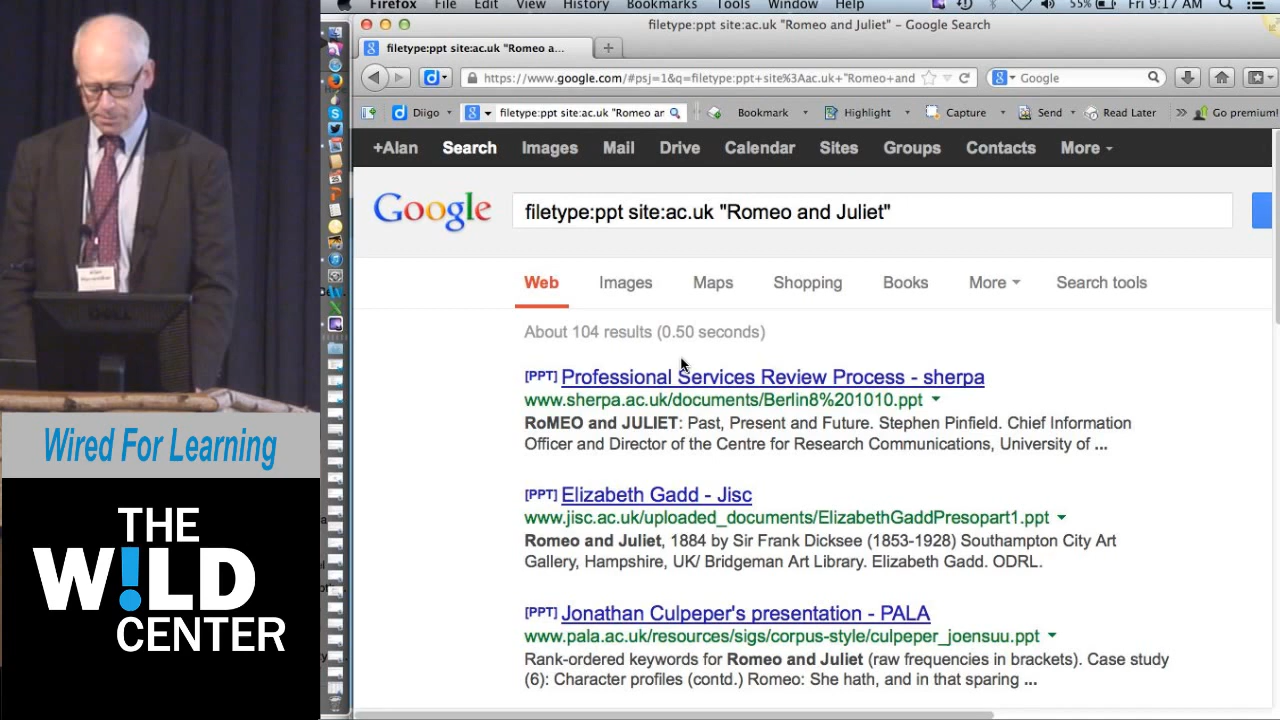 Firefox File Edit View History Bookmarks Tools Window Help 55% Fri 9:17 AM
filetype:ppt site:ac.uk "Romeo and Juliet" – Google Search
filetype:ppt site:ac.uk "Romeo a...
https://www.google.com/#psj=1&q=filetype:ppt+site%3Aac.uk+"Romeo+and
Google
Diigo
filetype:ppt site:ac.uk "Romeo ar
Bookmark
Highlight
Capture
Send
Read Later
Go premium!
+Alan Search Images Mail Drive Calendar Sites Groups Contacts More
Google
filetype:ppt site:ac.uk "Romeo and Juliet"
Web Images Maps Shopping Books More Search tools
About 104 results (0.50 seconds)
[PPT] Professional Services Review Process - sherpa
www.sherpa.ac.uk/documents/Berlin8%201010.ppt
RoMEO and JULIET: Past, Present and Future. Stephen Pinfield. Chief Information
Officer and Director of the Centre for Research Communications, University of ...
[PPT] Elizabeth Gadd - Jisc
www.jisc.ac.uk/uploaded_documents/ElizabethGaddPresopart1.ppt
Romeo and Juliet, 1884 by Sir Frank Dicksee (1853-1928) Southampton City Art
Gallery, Hampshire, UK/ Bridgeman Art Library. Elizabeth Gadd. ODRL.
[PPT] Jonathan Culpeper's presentation - PALA
www.pala.ac.uk/resources/sigs/corpus-style/culpeper_joensuu.ppt
Rank-ordered keywords for Romeo and Juliet (raw frequencies in brackets). Case study
(6): Character profiles (contd.) Romeo: She hath, and in that sparing ...
DELL
Wired For Learning
THE
W!LD
CENTER